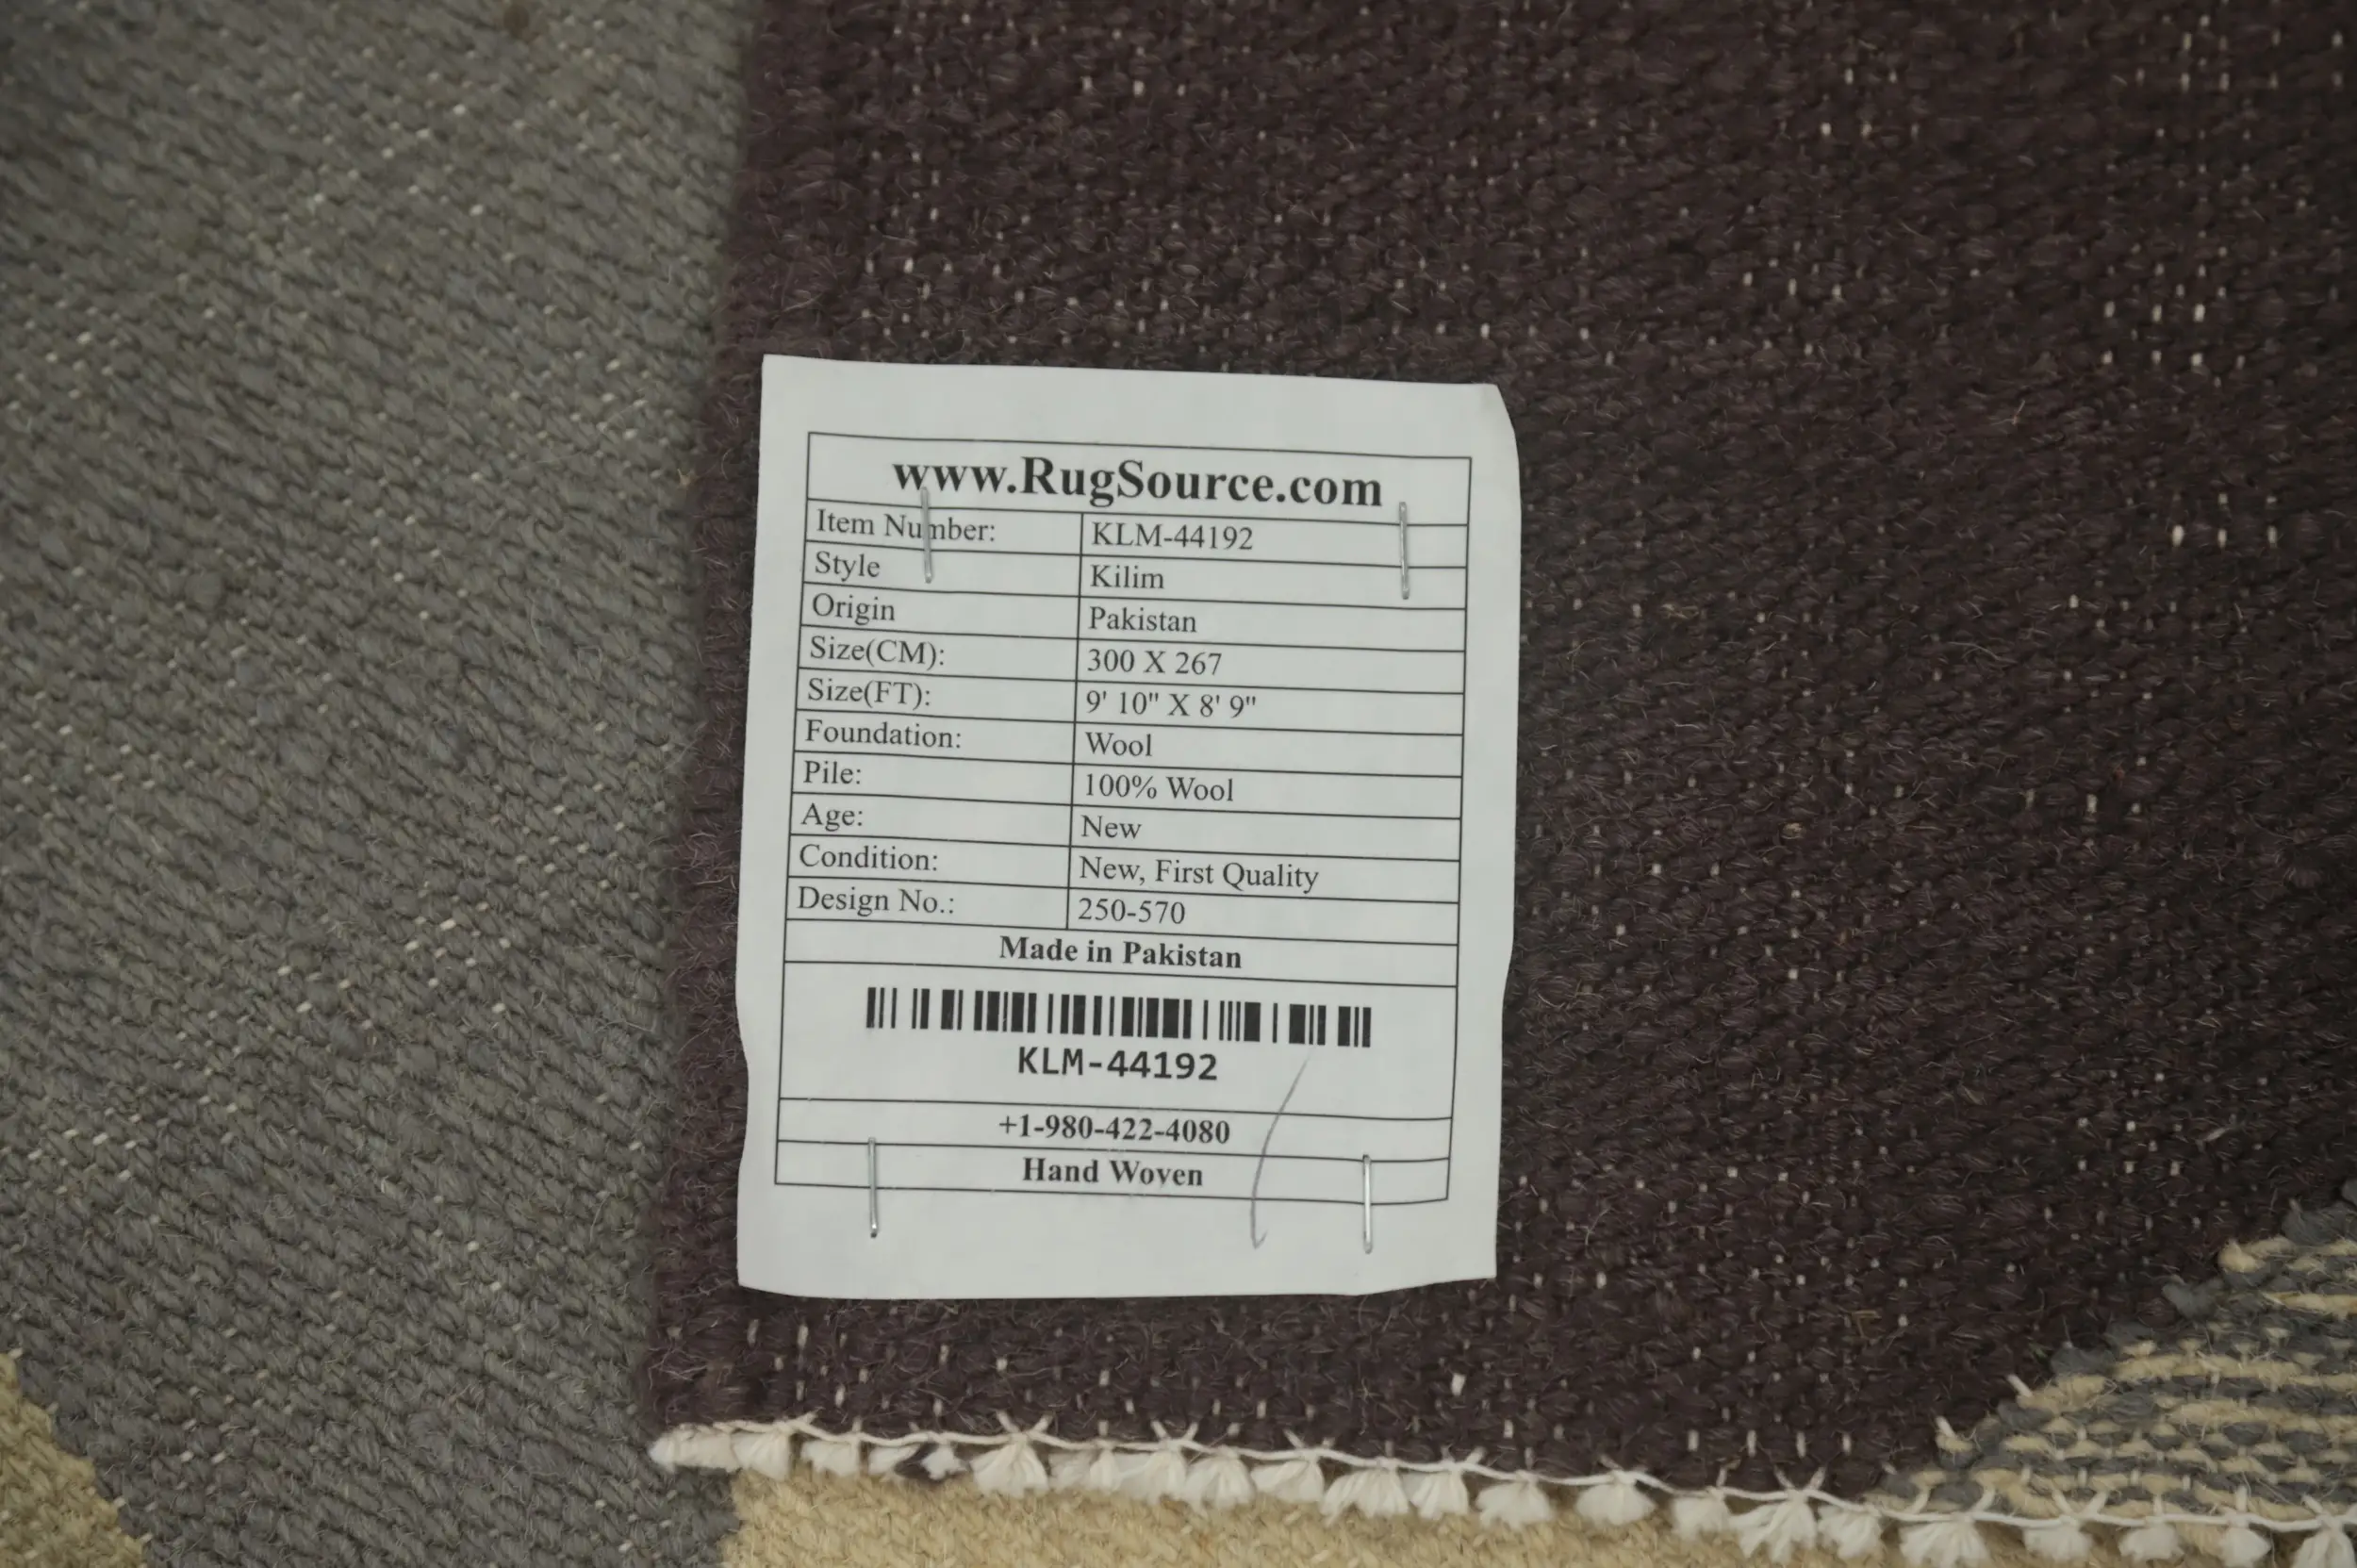 www.RugSource.com
Item Number: KLM-44192
Style Kilim
Origin Pakistan
Size(CM): 300 X 267
Size(FT): 9' 10" X 8' 9"
Foundation: Wool
Pile: 100% Wool
Age: New
Condition: New, First Quality
Design No.: 250-570
Made in Pakistan
KLM-44192
+1-980-422-4080
Hand Woven